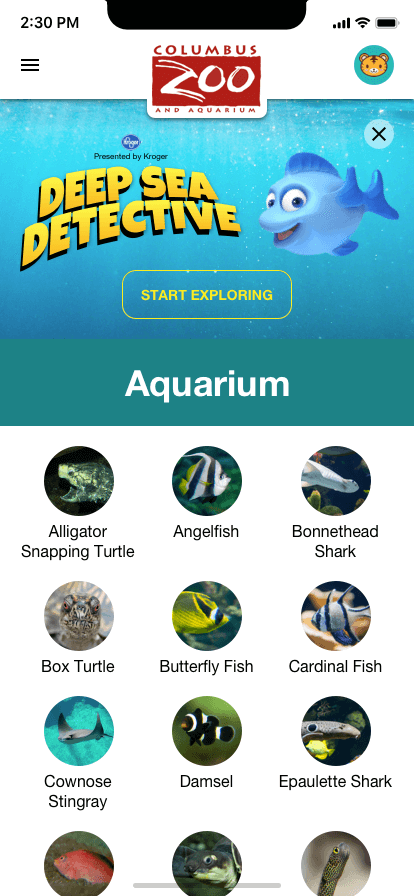 2:30 PM
COLUMBUS
ZOO
AND AQUARIUM
Kroger
Presented by Kroger
DEEP SEA
DETECTIVE
START EXPLORING
Aquarium
Alligator
Snapping Turtle
Angelfish
Bonnethead
Shark
Box Turtle
Butterfly Fish
Cardinal Fish
Cownose
Stingray
Damsel
Epaulette Shark